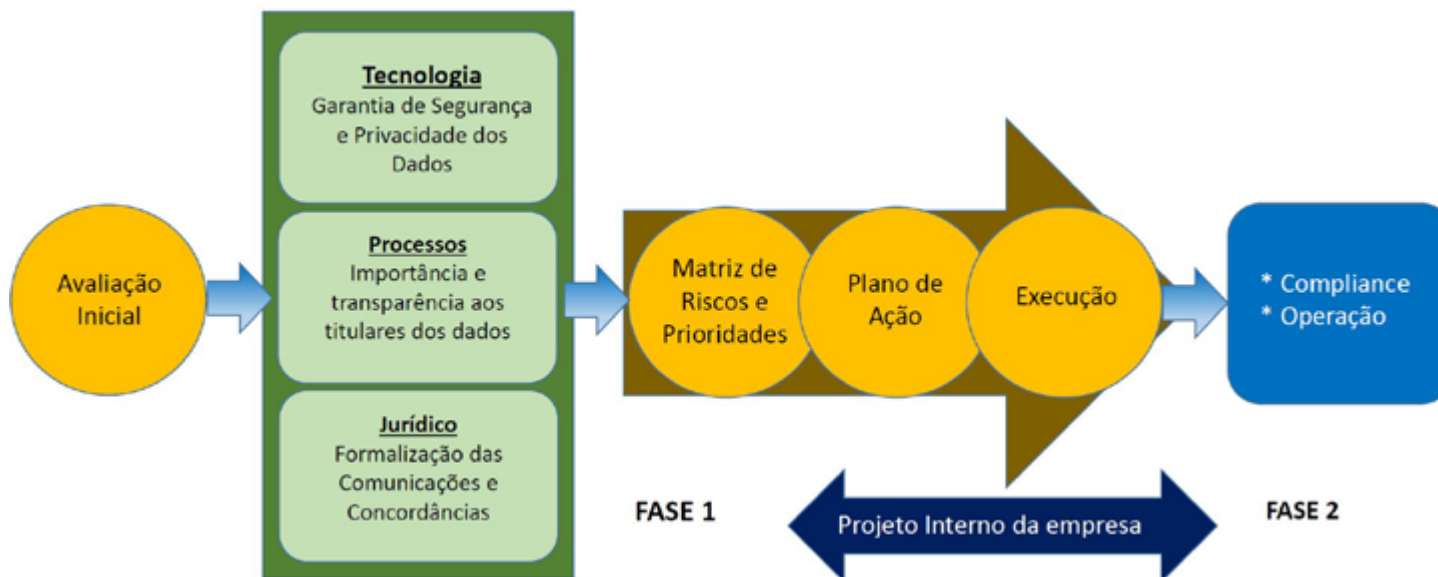 Avaliação
Inicial
Tecnologia
Garantia de Segurança
e Privacidade dos
Dados
Processos
Importância e
transparência aos
titulares dos dados
Jurídico
Formalização das
Comunicações e
Concordâncias
Matriz de
Riscos e
Prioridades
Plano de
Ação
Execução
* Compliance
* Operação
FASE 1
Projeto Interno da empresa
FASE 2